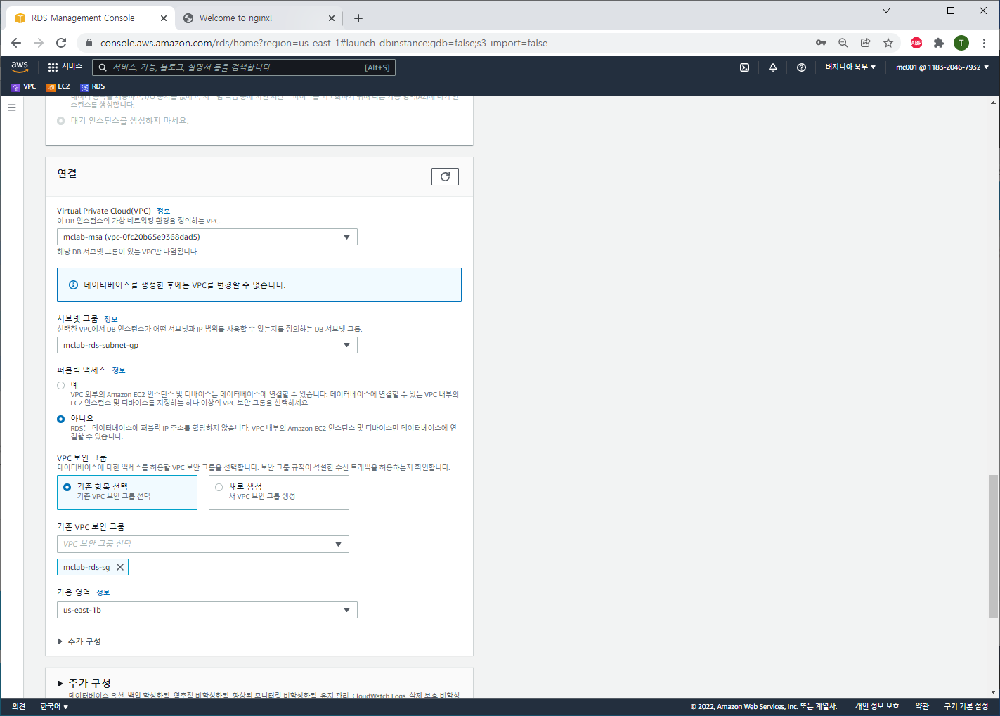 RDS Management Console
Welcome to nginx!
console.aws.amazon.com/rds/home?region=us-east-1#launch-dbinstance:gdb=false;s3-import=false
ABP
T
aws
서비스
서비스, 기능, 블로그, 설명서 등을 검색합니다.
[Alt+S]
버지니아 북부 ▼
mc001 @ 1183-2046-7932 ▼
VPC
EC2
RDS
스턴스를 생성합니다.
대기 인스턴스를 생성하지 마세요.
연결
Virtual Private Cloud(VPC) 정보
이 DB 인스턴스의 가상 네트워킹 환경을 정의하는 VPC.
mclab-msa (vpc-0fc20b65e9368dad5)
해당 DB 서브넷 그룹이 있는 VPC만 나열됩니다.
데이터베이스를 생성한 후에는 VPC를 변경할 수 없습니다.
서브넷 그룹 정보
선택한 VPC에서 DB 인스턴스가 어떤 서브넷과 IP 범위를 사용할 수 있는지를 정의하는 DB 서브넷 그룹.
mclab-rds-subnet-gp
퍼블릭 액세스 정보
예
VPC 외부의 Amazon EC2 인스턴스 및 디바이스는 데이터베이스에 연결할 수 있습니다. 데이터베이스에 연결할 수 있는 VPC 내부의
EC2 인스턴스 및 디바이스를 지정하는 하나 이상의 VPC 보안 그룹을 선택하세요.
아니요
RDS는 데이터베이스에 퍼블릭 IP 주소를 할당하지 않습니다. VPC 내부의 Amazon EC2 인스턴스 및 디바이스만 데이터베이스에 연
결할 수 있습니다.
VPC 보안 그룹
데이터베이스에 대한 액세스를 허용할 VPC 보안 그룹을 선택합니다. 보안 그룹 규칙이 적절한 수신 트래픽을 허용하는지 확인합니다.
기존 항목 선택
기존 VPC 보안 그룹 선택
새로 생성
새 VPC 보안 그룹 생성
기존 VPC 보안 그룹
VPC 보안 그룹 선택
mclab-rds-sg
가용 영역 정보
us-east-1b
추가 구성
추가 구성
데이터베이스 옵션, 백업 활성화됨, 역추적 비활성화됨, 향상된 모니터링 비활성화됨, 유지 관리, CloudWatch Logs, 삭제 보호 비활성
의견
한국어 ▼
© 2022, Amazon Web Services, Inc. 또는 계열사.
개인 정보 보호
약관
쿠키 기본 설정